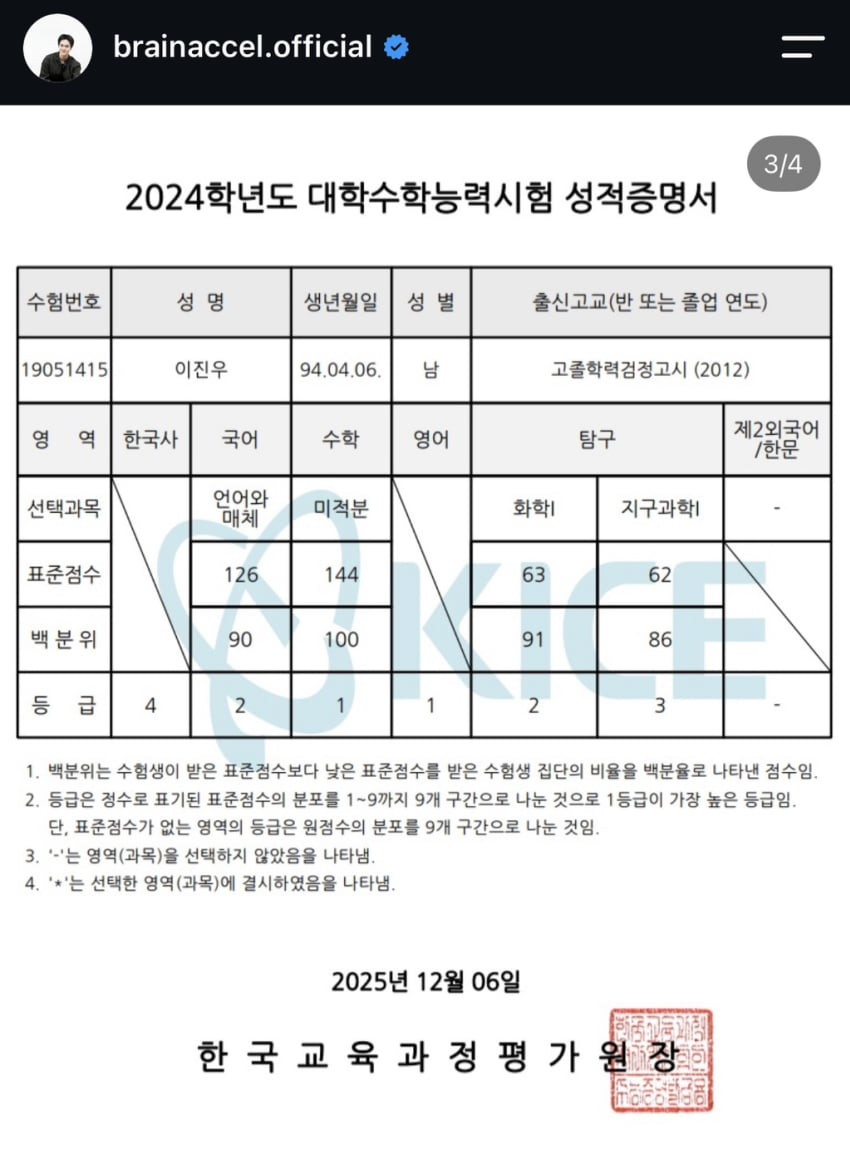 brainaccel.official
3/4
2024학년도 대학수학능력시험 성적증명서
수험번호 성 명 생년월일 성 별 출신고교(반 또는 졸업 연도)
19051415 이진우 94.04.06. 남 고졸학력검정고시 (2012)
영 역 한국사 국어 수학 영어 탐구 제2외국어
/한문
선택과목 언어와
매체 미적분 화학I 지구과학I -
표준점수 126 144 63 62
백 분 위 90 100 91 86
등 급 4 2 1 1 2 3 -
KICE
1. 백분위는 수험생이 받은 표준점수보다 낮은 표준점수를 받은 수험생 집단의 비율을 백분율로 나타낸 점수임.
2. 등급은 정수로 표기된 표준점수의 분포를 1~9까지 9개 구간으로 나눈 것으로 1등급이 가장 높은 등급임.
단, 표준점수가 없는 영역의 등급은 원점수의 분포를 9개 구간으로 나눈 것임.
3. '-'는 영역(과목)을 선택하지 않았음을 나타냄.
4. '*'는 선택한 영역(과목)에 결시하였음을 나타냄.
2025년 12월 06일
한 국 교 육 과 정 평 가 원 장